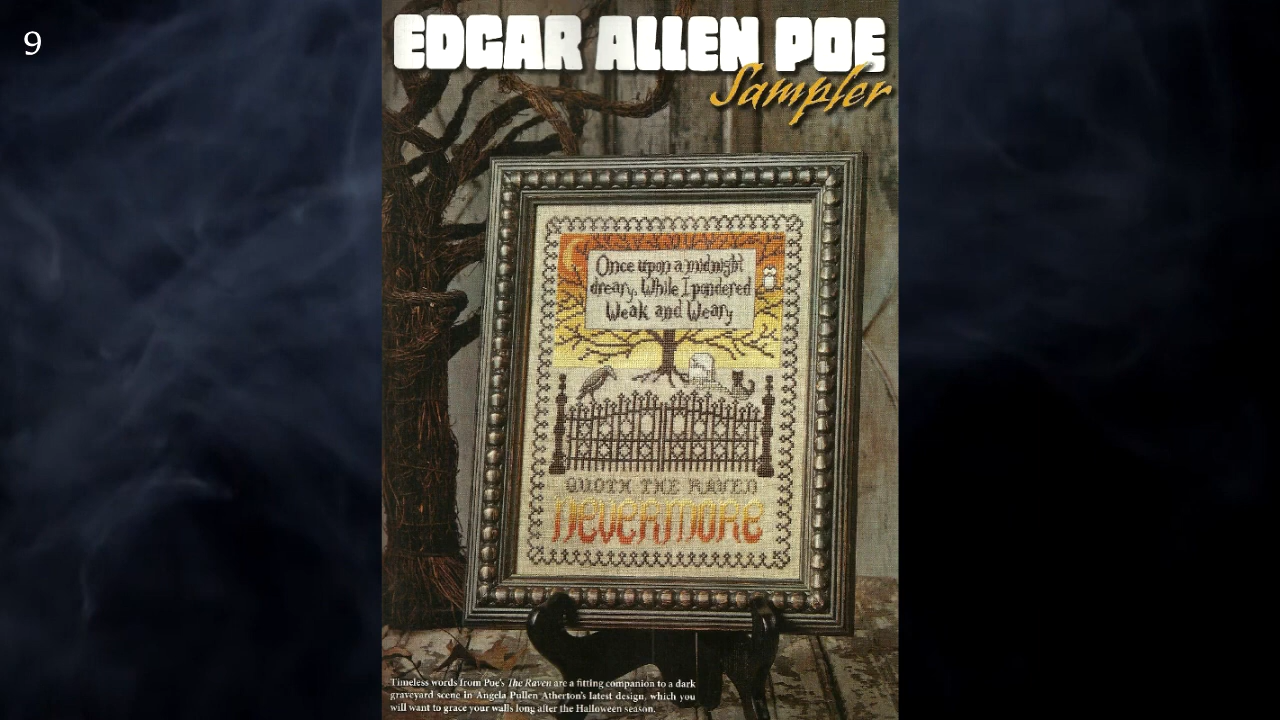 9
EDGAR ALLEN POE
Sampler
Once upon a midnight
dreary, While I pondered
Weak and Weary
QUOTH THE RAVEN
NEVERMORE
Timeless words from Poe's The Raven are a fitting companion to a dark
graveyard scene in Angela Pullen Atherton's latest design, which you
will want to grace your walls long after the Halloween season.